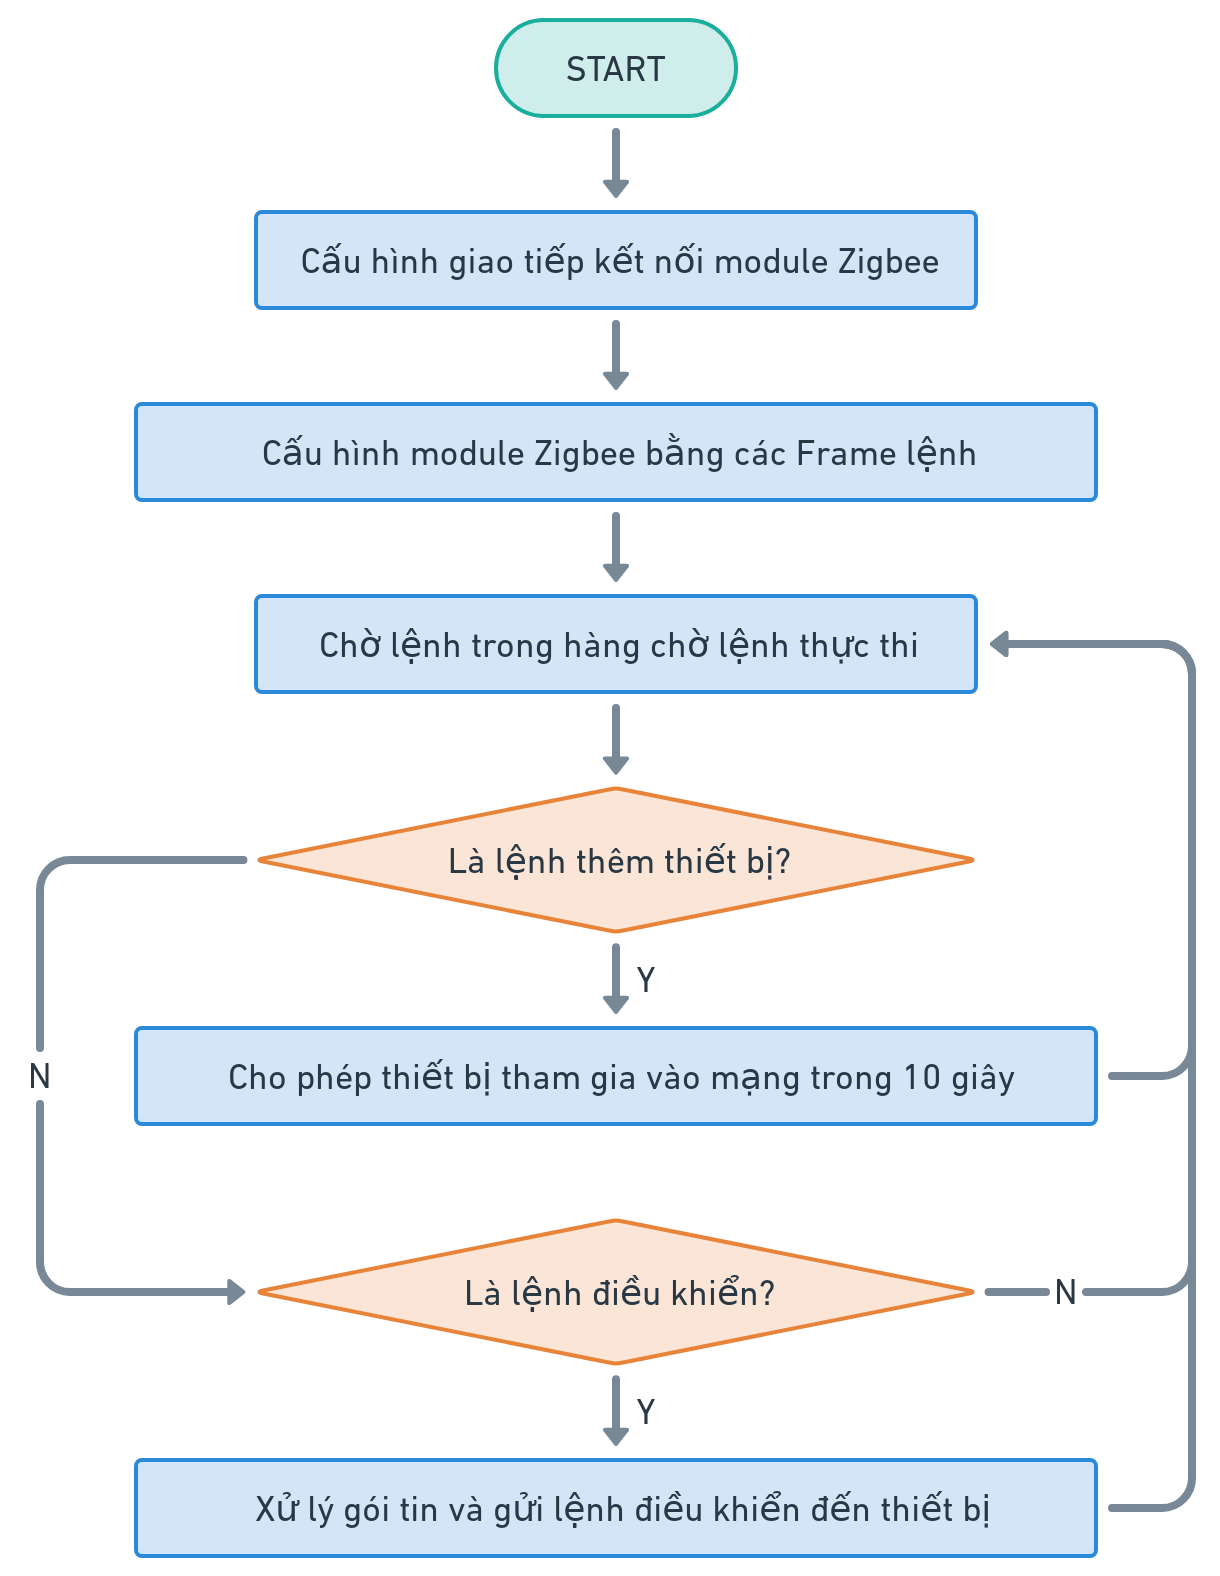 START
Cấu hình giao tiếp kết nối module Zigbee
Cấu hình module Zigbee bằng các Frame lệnh
Chờ lệnh trong hàng chờ lệnh thực thi
Là lệnh thêm thiết bị?
Y
N
Cho phép thiết bị tham gia vào mạng trong 10 giây
Là lệnh điều khiển?
N
Y
Xử lý gói tin và gửi lệnh điều khiển đến thiết bị